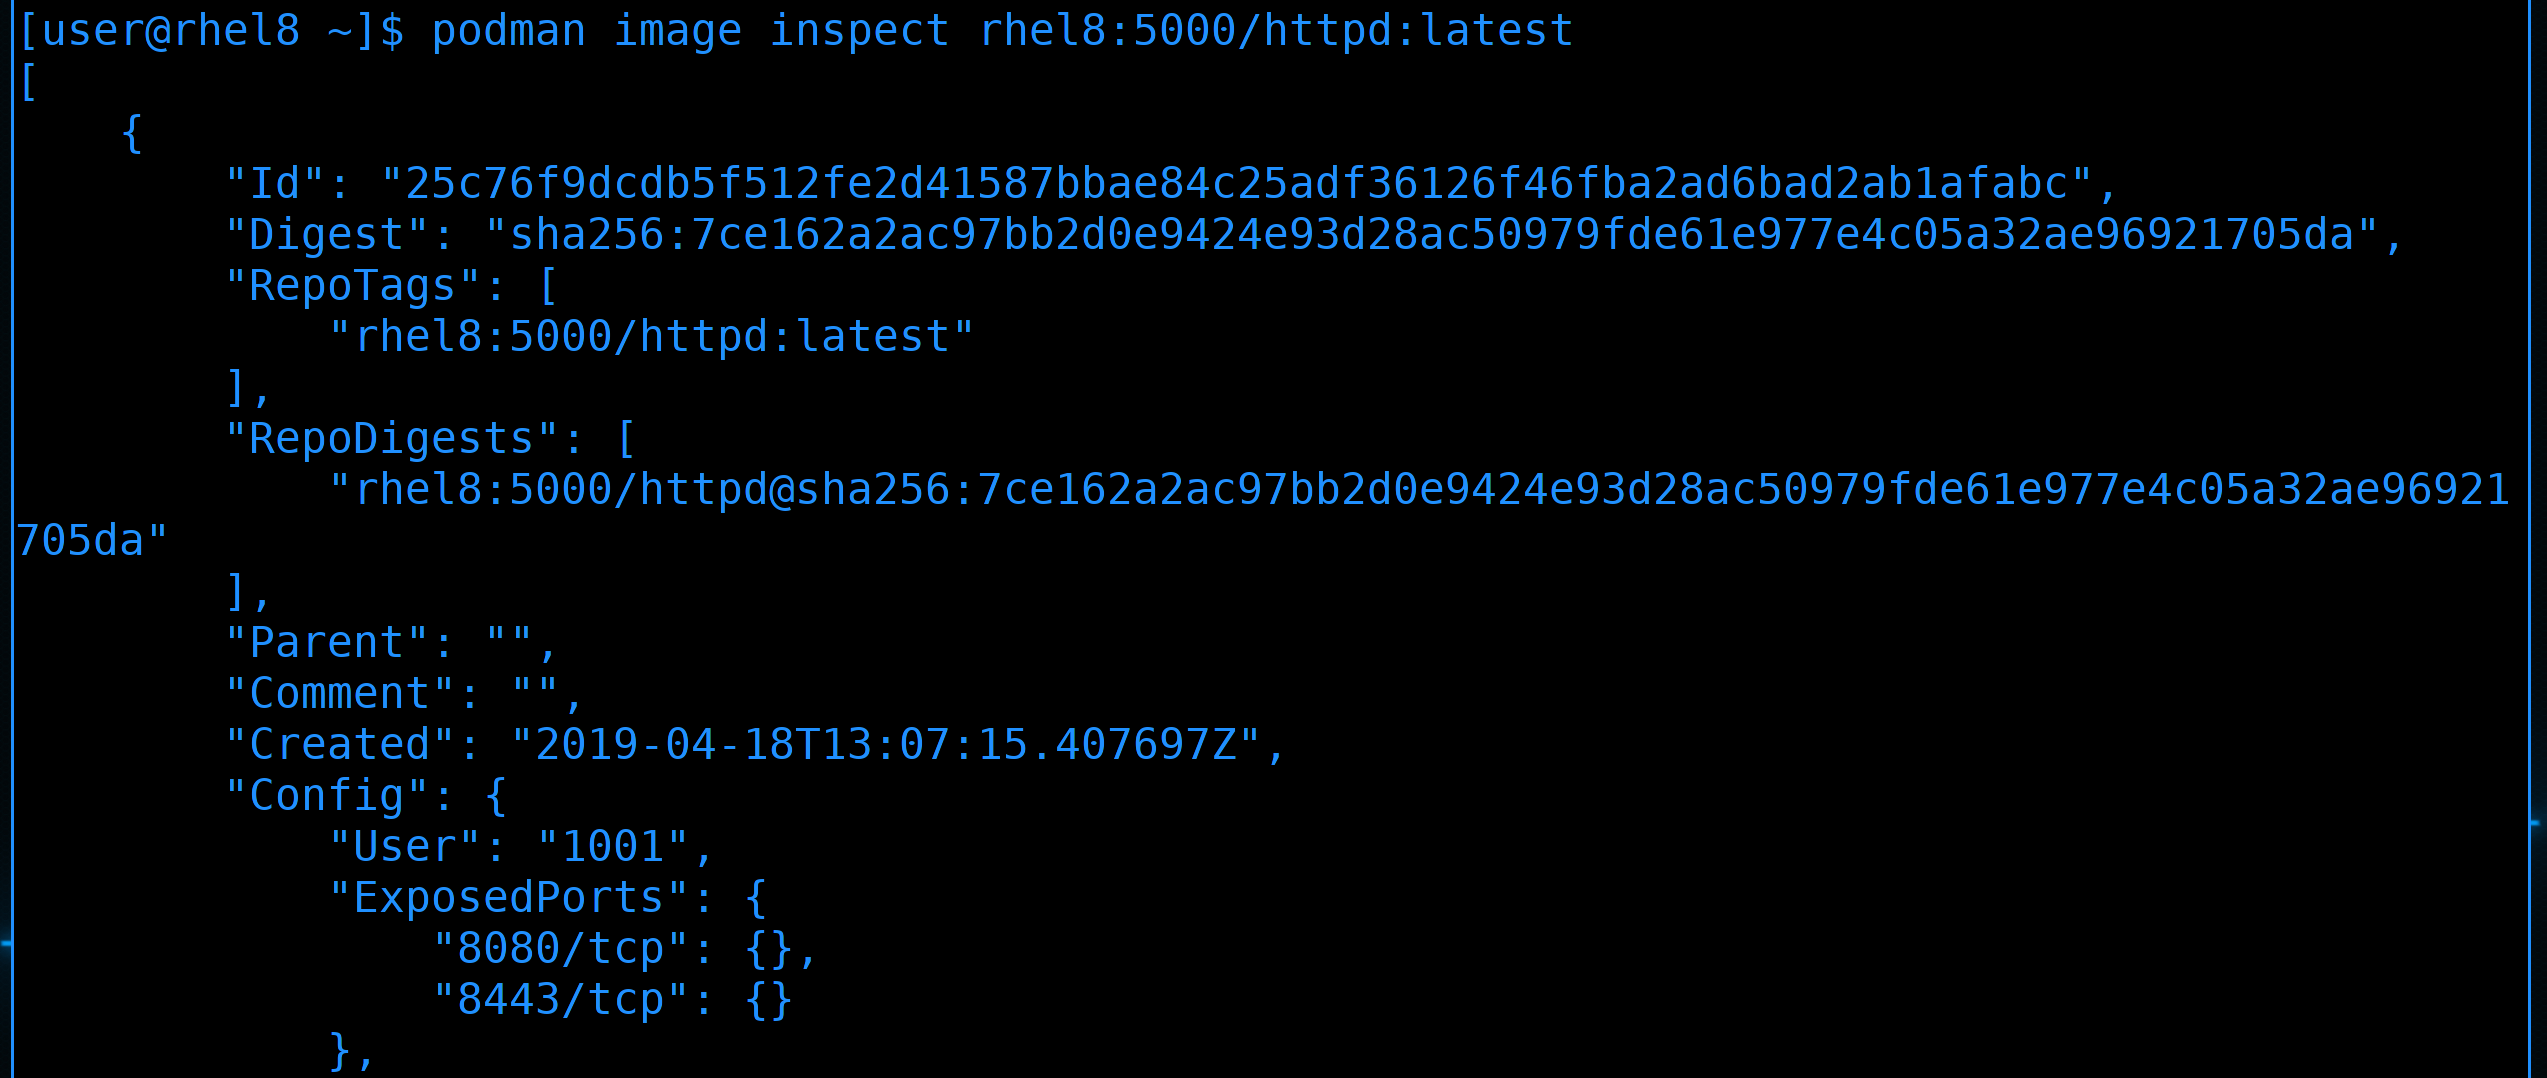 [user@rhel8 ~]$ podman image inspect rhel8:5000/httpd:latest
[
    {
        "Id": "25c76f9dcdb5f512fe2d41587bbae84c25adf36126f46fba2ad6bad2ab1afabc",
        "Digest": "sha256:7ce162a2ac97bb2d0e9424e93d28ac50979fde61e977e4c05a32ae96921705da",
        "RepoTags": [
            "rhel8:5000/httpd:latest"
        ],
        "RepoDigests": [
            "rhel8:5000/httpd@sha256:7ce162a2ac97bb2d0e9424e93d28ac50979fde61e977e4c05a32ae96921
705da"
        ],
        "Parent": "",
        "Comment": "",
        "Created": "2019-04-18T13:07:15.407697Z",
        "Config": {
            "User": "1001",
            "ExposedPorts": {
                "8080/tcp": {},
                "8443/tcp": {}
            },